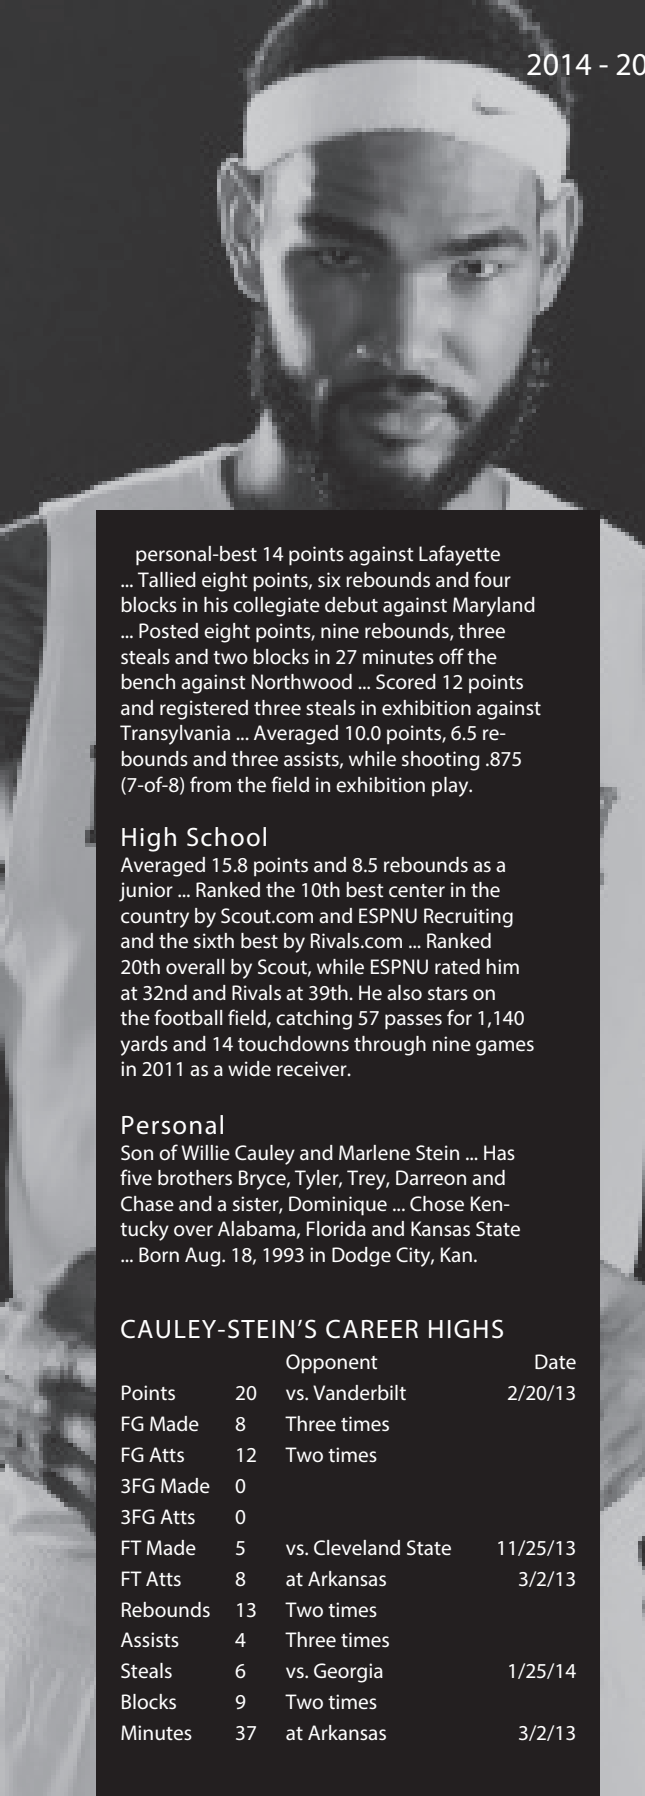 2014 - 20
personal-best 14 points against Lafayette
... Tallied eight points, six rebounds and four
blocks in his collegiate debut against Maryland
... Posted eight points, nine rebounds, three
steals and two blocks in 27 minutes off the
bench against Northwood ... Scored 12 points
and registered three steals in exhibition against
Transylvania ... Averaged 10.0 points, 6.5 re-
bounds and three assists, while shooting .875
(7-of-8) from the field in exhibition play.
High School
Averaged 15.8 points and 8.5 rebounds as a
junior ... Ranked the 10th best center in the
country by Scout.com and ESPNU Recruiting
and the sixth best by Rivals.com ... Ranked
20th overall by Scout, while ESPNU rated him
at 32nd and Rivals at 39th. He also stars on
the football field, catching 57 passes for 1,140
yards and 14 touchdowns through nine games
in 2011 as a wide receiver.
Personal
Son of Willie Cauley and Marlene Stein ... Has
five brothers Bryce, Tyler, Trey, Darreon and
Chase and a sister, Dominique ... Chose Ken-
tucky over Alabama, Florida and Kansas State
... Born Aug. 18, 1993 in Dodge City, Kan.
CAULEY-STEIN’S CAREER HIGHS
Opponent Date
Points 20 vs. Vanderbilt 2/20/13
FG Made 8 Three times
FG Atts 12 Two times
3FG Made 0
3FG Atts 0
FT Made 5 vs. Cleveland State 11/25/13
FT Atts 8 at Arkansas 3/2/13
Rebounds 13 Two times
Assists 4 Three times
Steals 6 vs. Georgia 1/25/14
Blocks 9 Two times
Minutes 37 at Arkansas 3/2/13